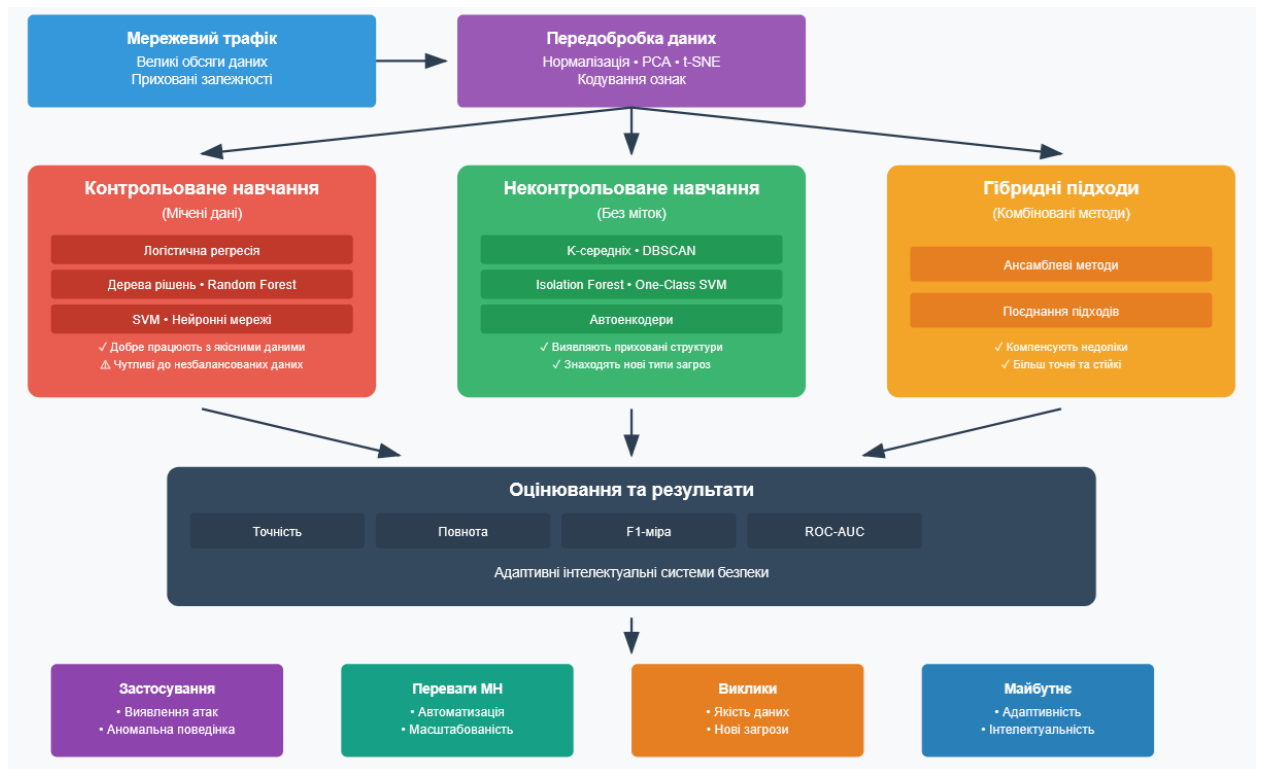 Мережевий трафік
Великі обсяги даних
Приховані залежності
Передобробка даних
Нормалізація • PCA • t-SNE
Кодування ознак
Контрольоване навчання
(Мічені дані)
Логістична регресія
Дерева рішень • Random Forest
SVM • Нейронні мережі
✓ Добре працюють з якісними даними
⚠ Чутливі до незбалансованих даних
Неконтрольоване навчання
(Без міток)
K-середніх • DBSCAN
Isolation Forest • One-Class SVM
Автоенкодери
✓ Виявляють приховані структури
✓ Знаходять нові типи загроз
Гібридні підходи
(Комбіновані методи)
Ансамблеві методи
Поєднання підходів
✓ Компенсують недоліки
✓ Більш точні та стійкі
Оцінювання та результати
Точність
Повнота
F1-міра
ROC-AUC
Адаптивні інтелектуальні системи безпеки
Застосування
• Виявлення атак
• Аномальна поведінка
Переваги МН
• Автоматизація
• Масштабованість
Виклики
• Якість даних
• Нові загрози
Майбутнє
• Адаптивність
• Інтелектуальність